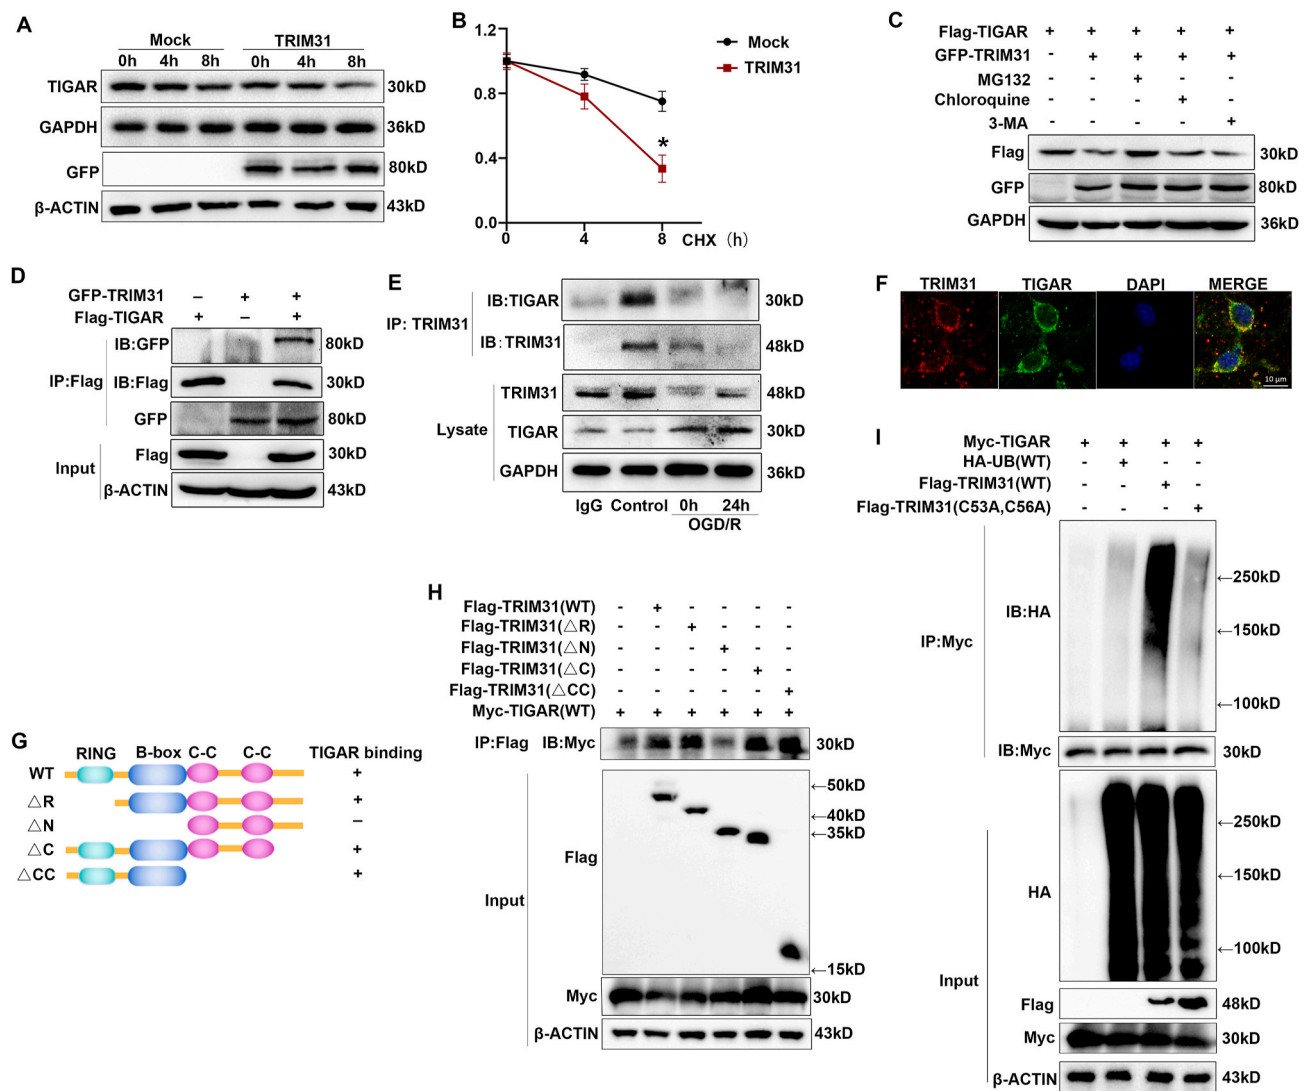 A
Mock TRIM31
0h 4h 8h 0h 4h 8h
TIGAR 30kD
GAPDH 36kD
GFP 80kD
β-ACTIN 43kD
B
1.2
0.8
0.4
0.0
0 4 8 CHX (h)
Mock
TRIM31
*
C
Flag-TIGAR + + + + +
GFP-TRIM31 - + + + +
MG132 - - + - -
Chloroquine - - - + -
3-MA - - - - +
Flag 30kD
GFP 80kD
GAPDH 36kD
D
GFP-TRIM31 – + +
Flag-TIGAR + – +
IP:Flag
IB:GFP 80kD
IB:Flag 30kD
GFP 80kD
Input
Flag 30kD
β-ACTIN 43kD
E
IP: TRIM31
IB:TIGAR 30kD
IB:TRIM31 48kD
Lysate
TRIM31 48kD
TIGAR 30kD
GAPDH 36kD
IgG Control 0h 24h
OGD/R
F
TRIM31 TIGAR DAPI MERGE
10 μm
G
RING B-box C-C C-C TIGAR binding
WT +
△R +
△N –
△C +
△CC +
H
Flag-TRIM31(WT) - + - - - -
Flag-TRIM31(△R) - - + - - -
Flag-TRIM31(△N) - - - + - -
Flag-TRIM31(△C) - - - - + -
Flag-TRIM31(△CC) - - - - - +
Myc-TIGAR(WT) + + + + + +
IP:Flag IB:Myc 30kD
Input
Flag
←50kD
←40kD
←35kD
←15kD
Myc 30kD
β-ACTIN 43kD
I
Myc-TIGAR + + + +
HA-UB(WT) - + - -
Flag-TRIM31(WT) - - + -
Flag-TRIM31(C53A,C56A) - - - +
IP:Myc
IB:HA
←250kD
←150kD
←100kD
IB:Myc 30kD
Input
HA
←250kD
←150kD
←100kD
Flag 48kD
Myc 30kD
β-ACTIN 43kD